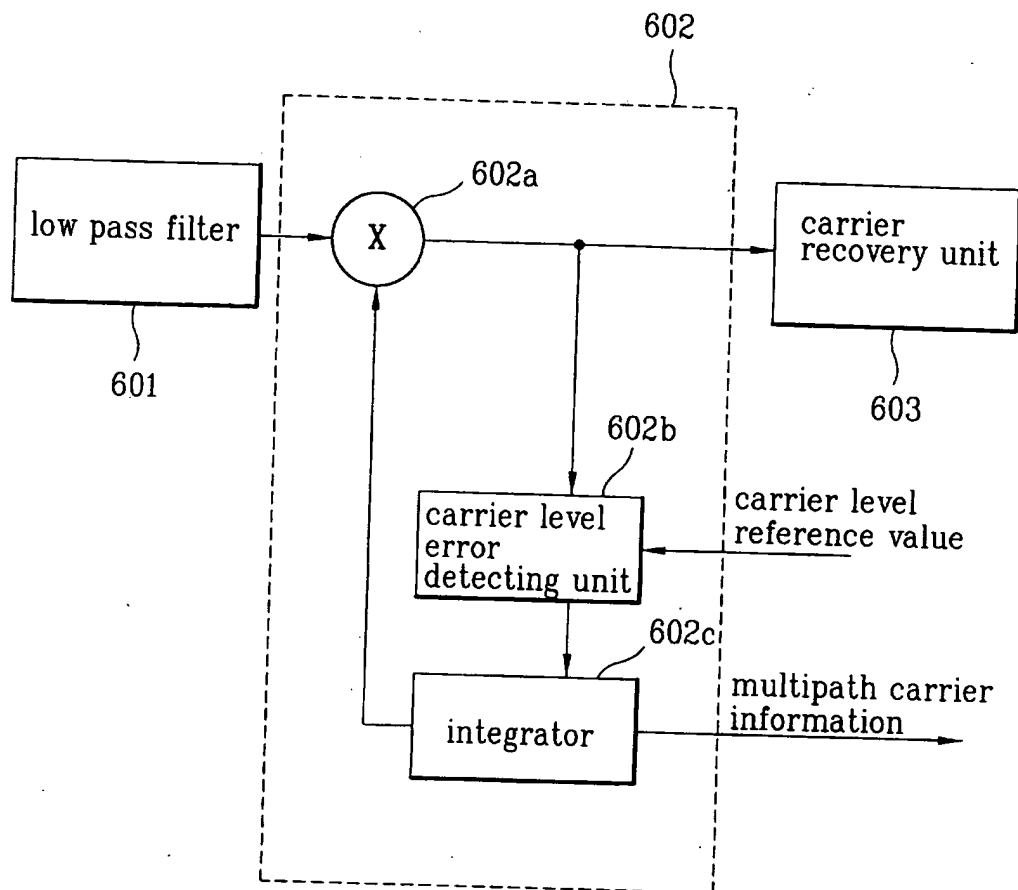 602
602a
low pass filter
X
carrier
recovery unit
601
603
602b
carrier level
error
detecting unit
carrier level
reference value
602c
integrator
multipath carrier
information